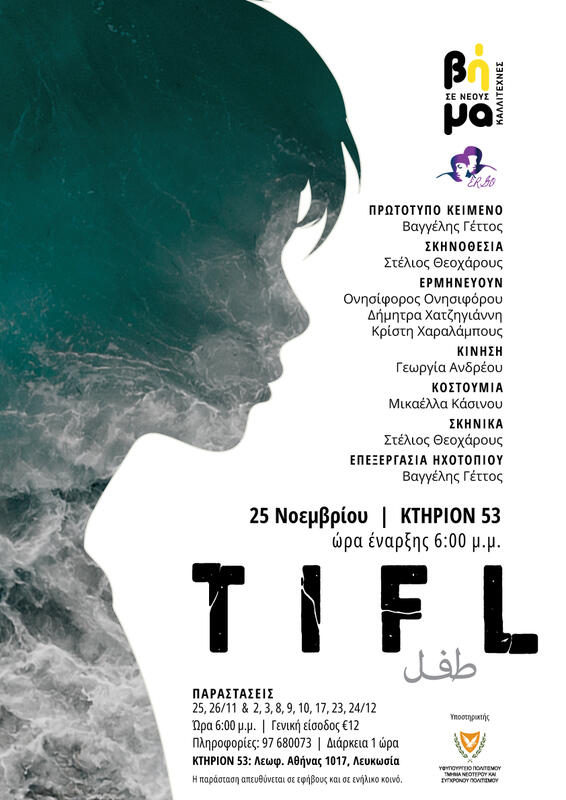 βή
ΣΕ ΝΕΟΥΣ
μα
ΚΑΛΛΙΤΕΧΝΕΣ
ERGO
ΠΡΩΤΟΤΥΠΟ ΚΕΙΜΕΝΟ
Βαγγέλης Γέττος
ΣΚΗΝΟΘΕΣΙΑ
Στέλιος Θεοχάρους
ΕΡΜΗΝΕΥΟΥΝ
Ονησίφορος Ονησιφόρου
Δήμητρα Χατζηγιάννη
Κρίστη Χαραλάμπους
ΚΙΝΗΣΗ
Γεωργία Ανδρέου
ΚΟΣΤΟΥΜΙΑ
Μικαέλλα Κάσινου
ΣΚΗΝΙΚΑ
Στέλιος Θεοχάρους
ΕΠΕΞΕΡΓΑΣΙΑ ΗΧΟΤΟΠΙΟΥ
Βαγγέλης Γέττος
25 Νοεμβρίου | ΚΤΗΡΙΟΝ 53
ώρα έναρξης 6:00 μ.μ.
TIFL
طفل
ΠΑΡΑΣΤΑΣΕΙΣ
25, 26/11 & 2, 3, 8, 9, 10, 17, 23, 24/12
Ώρα 6:00 μ.μ. | Γενική είσοδος €12
Πληροφορίες: 97 680073 | Διάρκεια 1 ώρα
ΚΤΗΡΙΟΝ 53: Λεωφ. Αθήνας 1017, Λευκωσία
Η παράσταση απευθύνεται σε εφήβους και σε ενήλικο κοινό.
Υποστηρικτής
ΥΦΥΠΟΥΡΓΕΙΟ ΠΟΛΙΤΙΣΜΟΥ
ΤΜΗΜΑ ΝΕΟΤΕΡΟΥ ΚΑΙ
ΣΥΓΧΡΟΝΟΥ ΠΟΛΙΤΙΣΜΟΥ